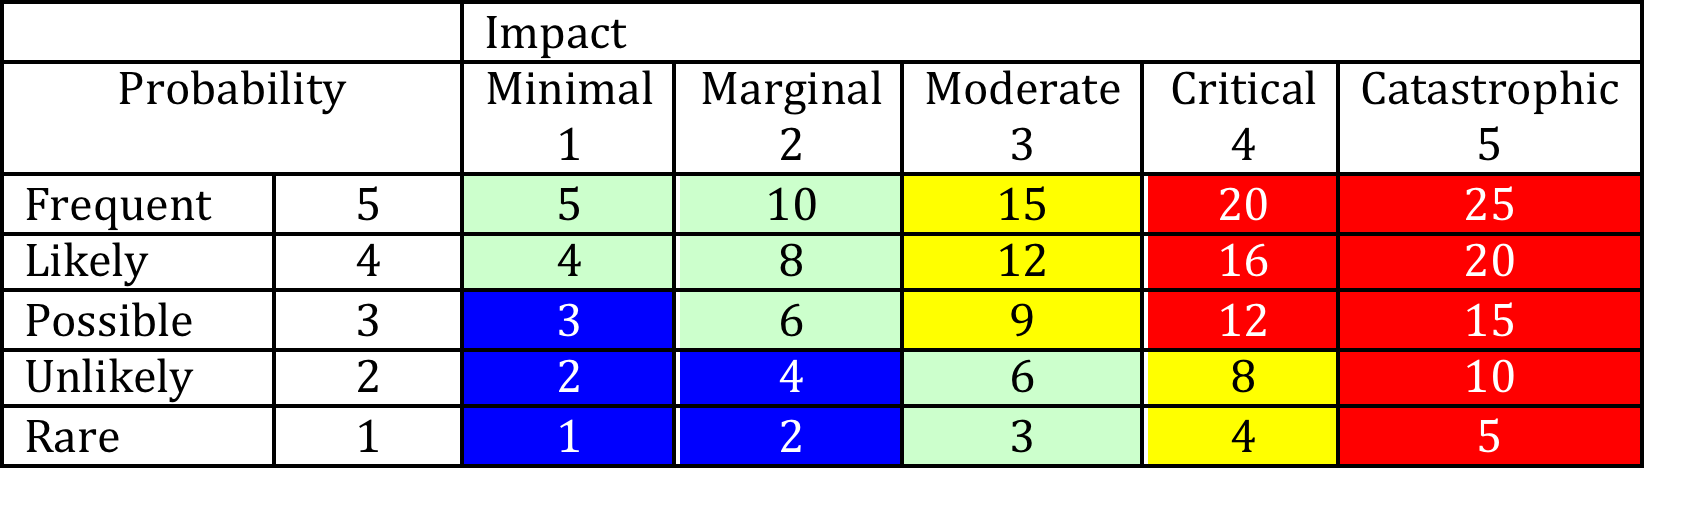 Impact
Probability Minimal Marginal Moderate Critical Catastrophic
1 2 3 4 5
Frequent 5 5 10 15 20 25
Likely 4 4 8 12 16 20
Possible 3 3 6 9 12 15
Unlikely 2 2 4 6 8 10
Rare 1 1 2 3 4 5